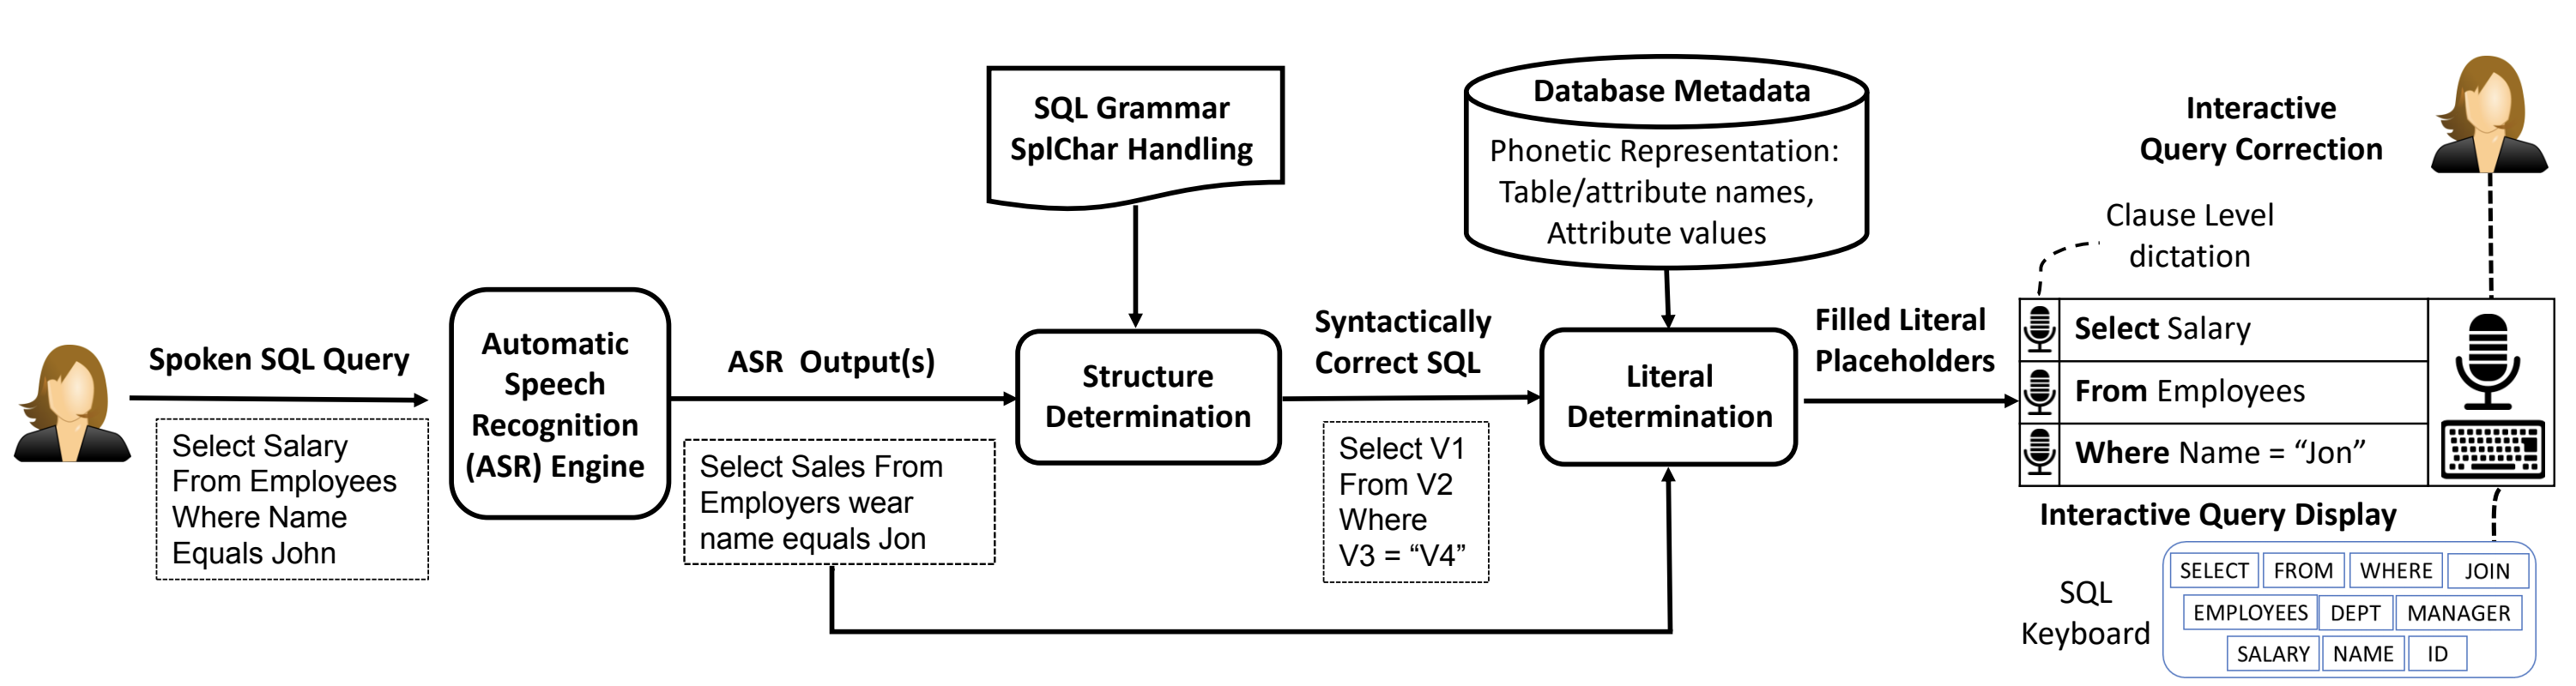 Spoken SQL Query
Select Salary
From Employees
Where Name
Equals John
Automatic
Speech
Recognition
(ASR) Engine
ASR Output(s)
Select Sales From
Employers wear
name equals Jon
SQL Grammar
SplChar Handling
Structure
Determination
Syntactically
Correct SQL
Select V1
From V2
Where
V3 = “V4”
Database Metadata
Phonetic Representation:
Table/attribute names,
Attribute values
Literal
Determination
Filled Literal
Placeholders
Interactive
Query Correction
Clause Level
dictation
Select Salary
From Employees
Where Name = “Jon”
Interactive Query Display
SQL
Keyboard
SELECT FROM WHERE JOIN
EMPLOYEES DEPT MANAGER
SALARY NAME ID